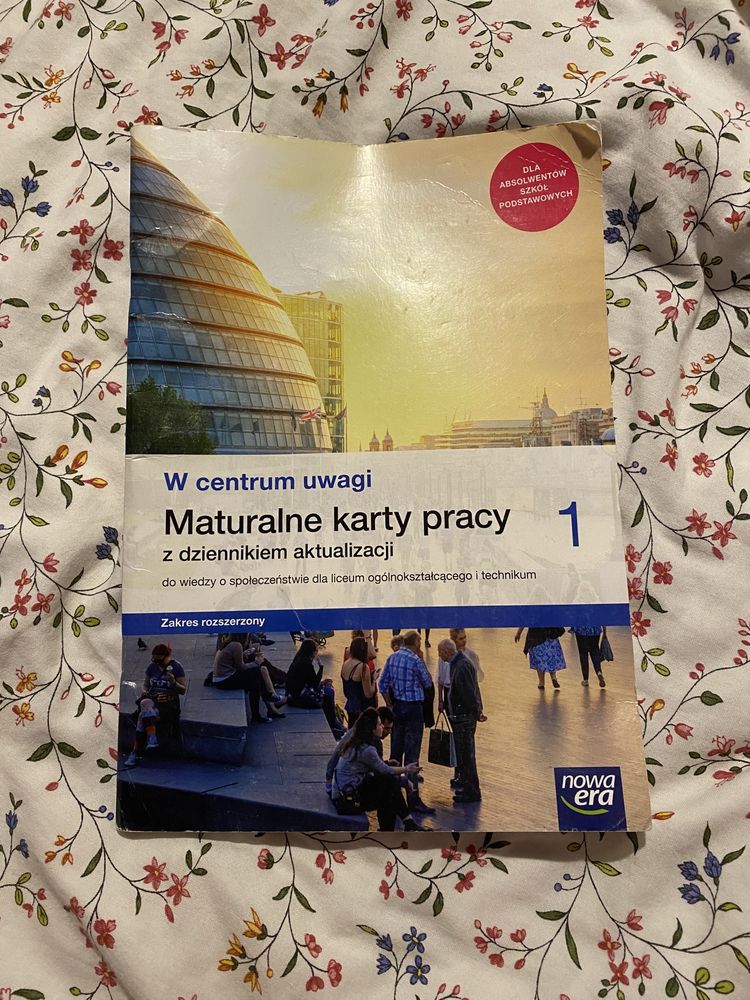 DLA
ABSOLWENTÓW
SZKÓŁ
PODSTAWOWYCH
W centrum uwagi
Maturalne karty pracy
z dziennikiem aktualizacji
1
do wiedzy o społeczeństwie dla liceum ogólnokształcącego i technikum
Zakres rozszerzony
nowa
era